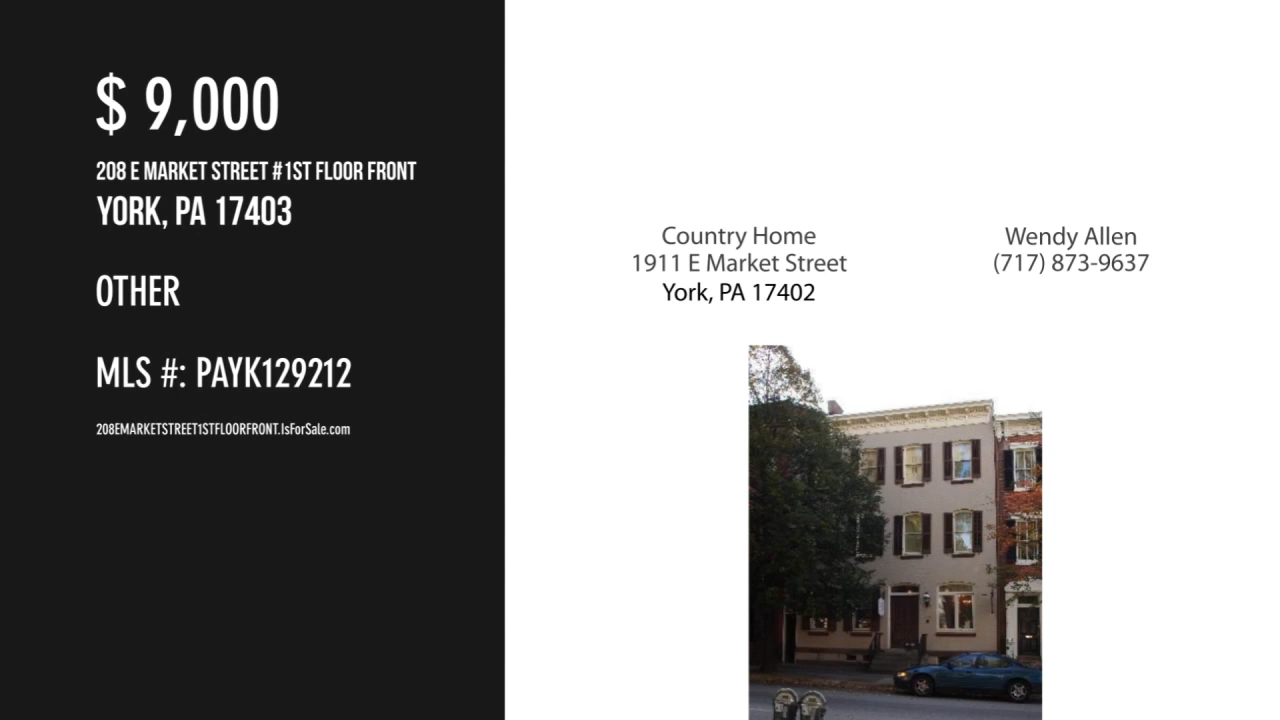 $ 9,000
208 E MARKET STREET #1ST FLOOR FRONT
YORK, PA 17403
OTHER
MLS #: PAYK129212
208EMARKETSTREET1STFLOORFRONT.IsForSale.com
Country Home
1911 E Market Street
York, PA 17402
Wendy Allen
(717) 873-9637